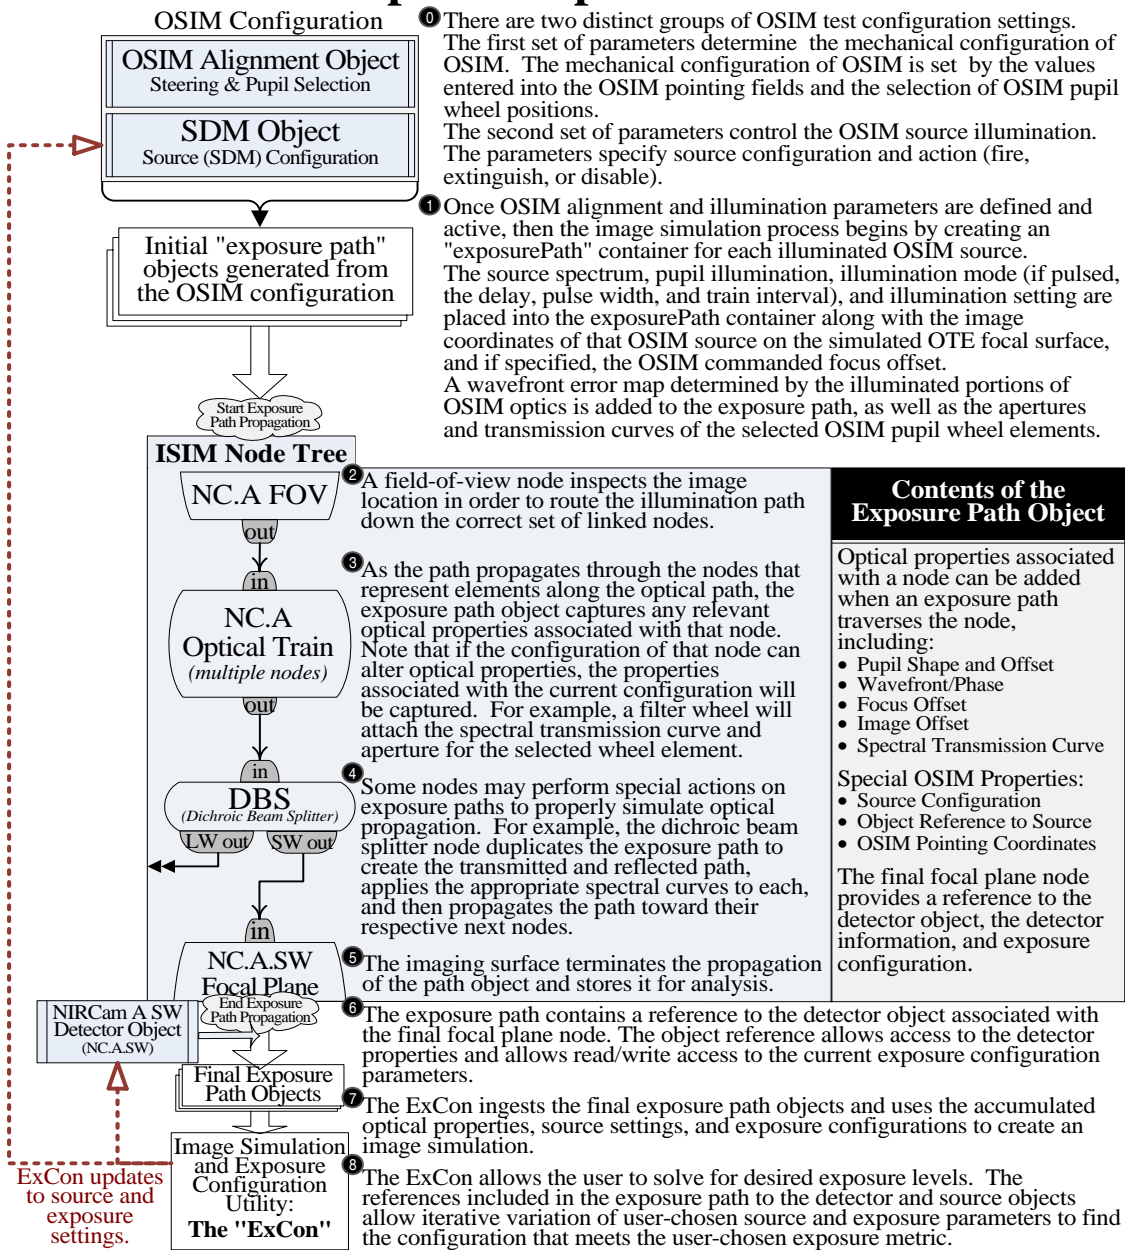 OSIM Configuration
OSIM Alignment Object
Steering & Pupil Selection
SDM Object
Source (SDM) Configuration
0 There are two distinct groups of OSIM test configuration settings.
The first set of parameters determine the mechanical configuration of
OSIM. The mechanical configuration of OSIM is set by the values
entered into the OSIM pointing fields and the selection of OSIM pupil
wheel positions.
The second set of parameters control the OSIM source illumination.
The parameters specify source configuration and action (fire,
extinguish, or disable).
Initial "exposure path"
objects generated from
the OSIM configuration
1 Once OSIM alignment and illumination parameters are defined and
active, then the image simulation process begins by creating an
"exposurePath" container for each illuminated OSIM source.
The source spectrum, pupil illumination, illumination mode (if pulsed,
the delay, pulse width, and train interval), and illumination setting are
placed into the exposurePath container along with the image
coordinates of that OSIM source on the simulated OTE focal surface,
and if specified, the OSIM commanded focus offset.
A wavefront error map determined by the illuminated portions of
OSIM optics is added to the exposure path, as well as the apertures
and transmission curves of the selected OSIM pupil wheel elements.
Start Exposure
Path Propagation
ISIM Node Tree
NC.A FOV
out
2 A field-of-view node inspects the image
location in order to route the illumination path
down the correct set of linked nodes.
in
NC.A
Optical Train
(multiple nodes)
out
3 As the path propagates through the nodes that
represent elements along the optical path, the
exposure path object captures any relevant
optical properties associated with that node.
Note that if the configuration of that node can
alter optical properties, the properties
associated with the current configuration will
be captured. For example, a filter wheel will
attach the spectral transmission curve and
aperture for the selected wheel element.
in
DBS
(Dichroic Beam Splitter)
LW out
SW out
4 Some nodes may perform special actions on
exposure paths to properly simulate optical
propagation. For example, the dichroic beam
splitter node duplicates the exposure path to
create the transmitted and reflected path,
applies the appropriate spectral curves to each,
and then propagates the path toward their
respective next nodes.
in
NC.A.SW
Focal Plane
5 The imaging surface terminates the propagation
of the path object and stores it for analysis.
Contents of the
Exposure Path Object
Optical properties associated
with a node can be added
when an exposure path
traverses the node,
including:
• Pupil Shape and Offset
• Wavefront/Phase
• Focus Offset
• Image Offset
• Spectral Transmission Curve
Special OSIM Properties:
• Source Configuration
• Object Reference to Source
• OSIM Pointing Coordinates
The final focal plane node
provides a reference to the
detector object, the detector
information, and exposure
configuration.
NIRCam A SW
Detector Object
(NC.A.SW)
End Exposure
Path Propagation
6 The exposure path contains a reference to the detector object associated with
the final focal plane node. The object reference allows access to the detector
properties and allows read/write access to the current exposure configuration
parameters.
Final Exposure
Path Objects
7 The ExCon ingests the final exposure path objects and uses the accumulated
optical properties, source settings, and exposure configurations to create an
image simulation.
Image Simulation
and Exposure
Configuration
Utility:
The "ExCon"
8 The ExCon allows the user to solve for desired exposure levels. The
references included in the exposure path to the detector and source objects
allow iterative variation of user-chosen source and exposure parameters to find
the configuration that meets the user-chosen exposure metric.
ExCon updates
to source and
exposure
settings.